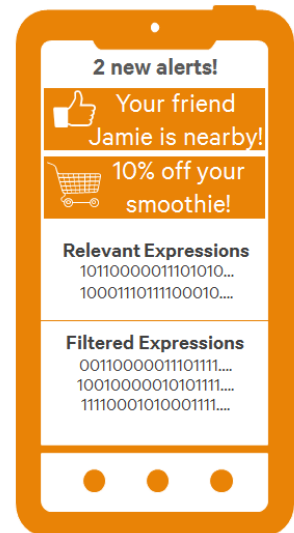 2 new alerts!
Your friend
Jamie is nearby!
10% off your
smoothie!
Relevant Expressions
10110000011101010...
10001110111100010....
Filtered Expressions
00110000011101111....
10010000010101111....
11110001010001111....